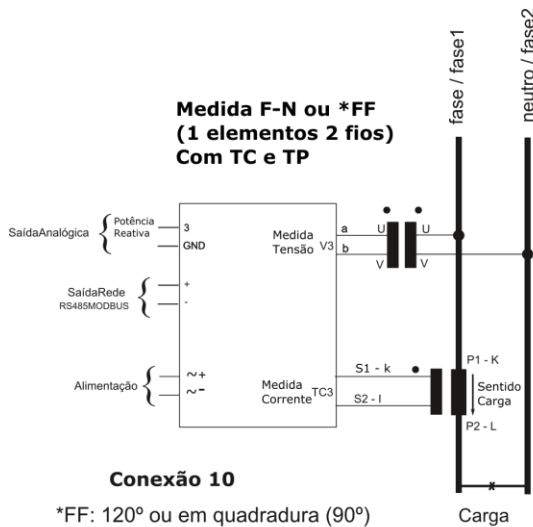 fase / fase1
neutro / fase2
Medida F-N ou *FF
(1 elementos 2 fios)
Com TC e TP
SaídaAnalógica
Potência
Reativa
3
GND
Medida
Tensão
V3
a
b
U
U
V
V
SaídaRede
RS485MODBUS
+
-
Alimentação
~+
~-
Medida
Corrente
TC3
S1 - k
S2 - l
P1 - K
Sentido
Carga
P2 - L
Conexão 10
*FF: 120º ou em quadratura (90º)
Carga